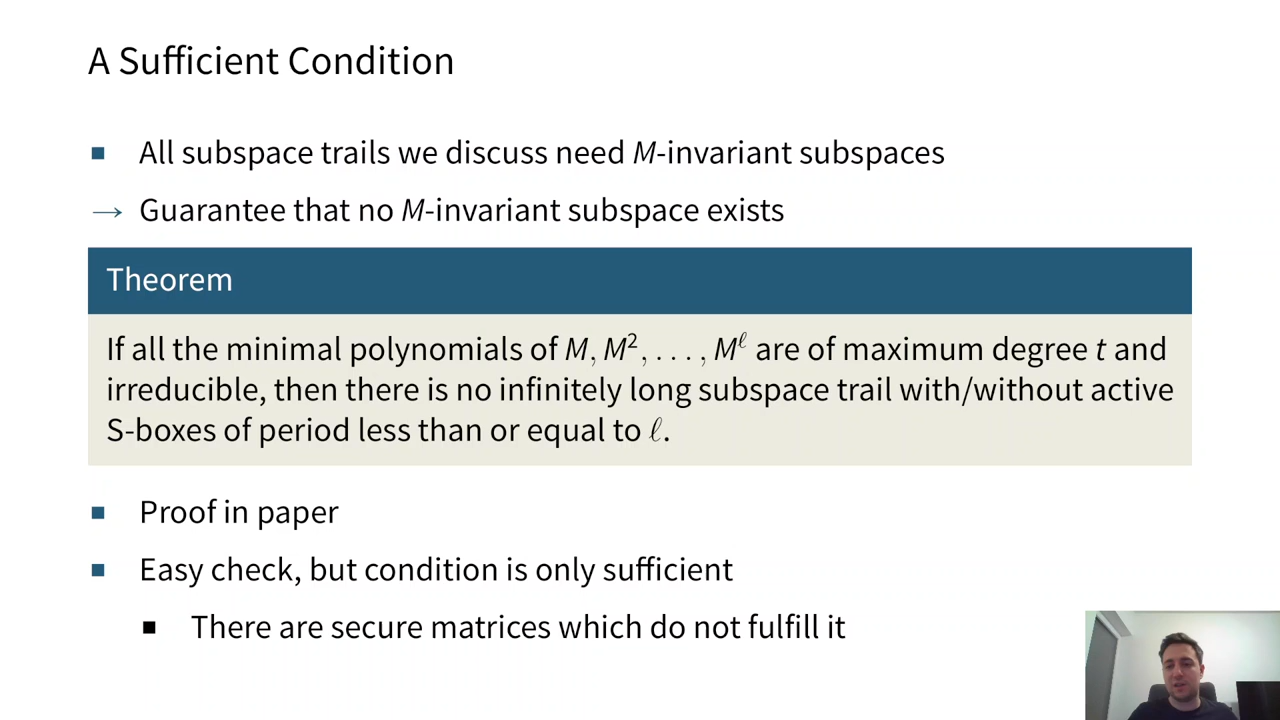 A Sufficient Condition
All subspace trails we discuss need M-invariant subspaces
→ Guarantee that no M-invariant subspace exists
Theorem
If all the minimal polynomials of M, M², . . . , Mˡ are of maximum degree t and
irreducible, then there is no infinitely long subspace trail with/without active
S-boxes of period less than or equal to ℓ.
Proof in paper
Easy check, but condition is only sufficient
There are secure matrices which do not fulfill it